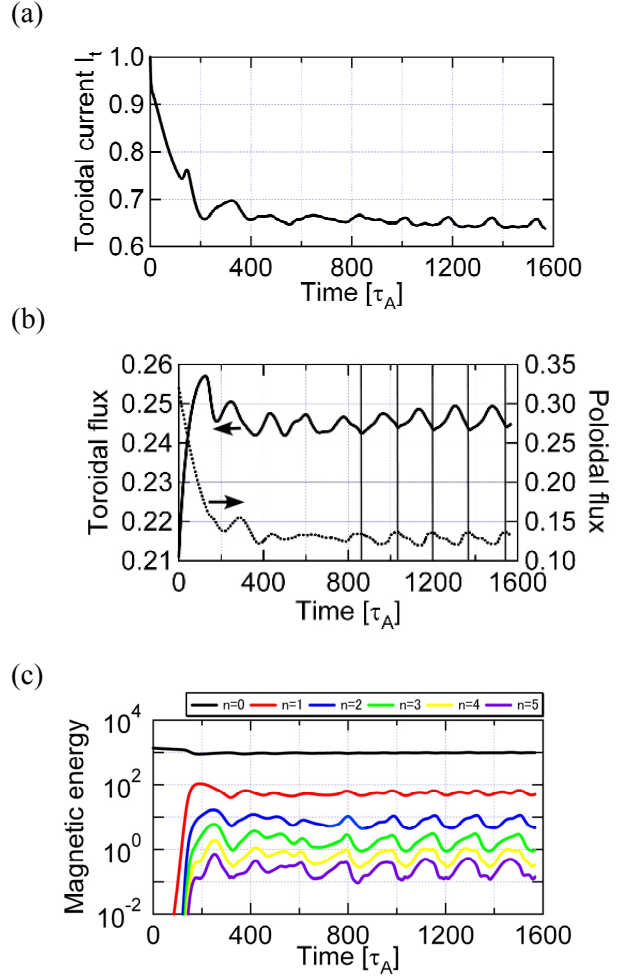 (a)
Toroidal current I_t
1.0
0.9
0.8
0.7
0.6
0 400 800 1200 1600
Time [τ_A]
(b)
Toroidal flux
0.26
0.25
0.24
0.23
0.22
0.21
Poloidal flux
0.35
0.30
0.25
0.20
0.15
0.10
0 400 800 1200 1600
Time [τ_A]
(c)
n=0 n=1 n=2 n=3 n=4 n=5
Magnetic energy
10^4
10^2
10^0
10^-2
0 400 800 1200 1600
Time [τ_A]